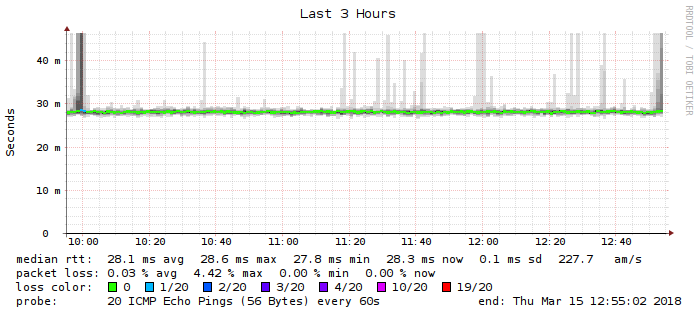 Last 3 Hours
RRDTOOL / TOBI OETIKER
Seconds
40 m
30 m
20 m
10 m
0
10:00 10:20 10:40 11:00 11:20 11:40 12:00 12:20 12:40
median rtt: 28.1 ms avg 28.6 ms max 27.8 ms min 28.3 ms now 0.1 ms sd 227.7 am/s
packet loss: 0.03 % avg 4.42 % max 0.00 % min 0.00 % now
loss color: 0 1/20 2/20 3/20 4/20 10/20 19/20
probe: 20 ICMP Echo Pings (56 Bytes) every 60s end: Thu Mar 15 12:55:02 2018